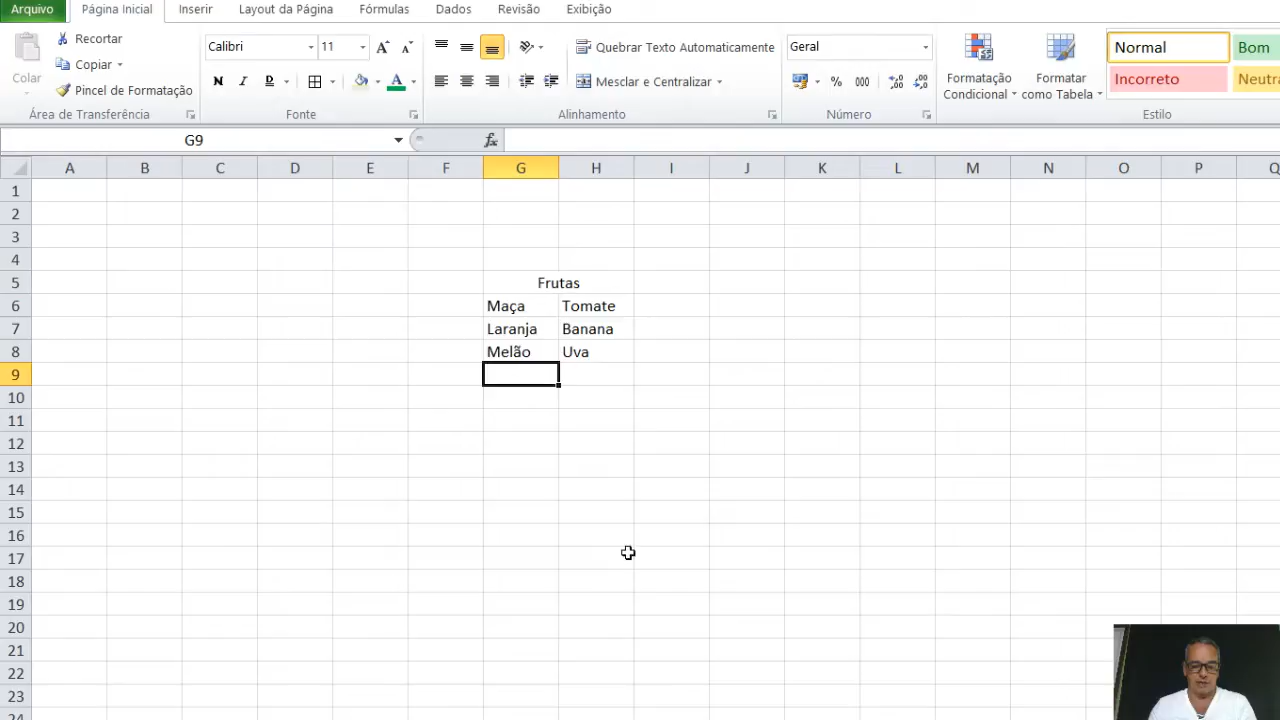 Arquivo Página Inicial Inserir Layout da Página Fórmulas Dados Revisão Exibição
Colar
Recortar
Copiar
Pincel de Formatação
Área de Transferência
Calibri 11 A A
N I D A
Fonte
Quebrar Texto Automaticamente
Mesclar e Centralizar
Alinhamento
Geral
% 000
Número
Formatação
Condicional
Formatar
como Tabela
Normal Bom
Incorreto
Estilo
G9 fx
A B C D E F G H I J K L M N O P Q
1
2
3
4
5 Frutas
6 Maça Tomate
7 Laranja Banana
8 Melão Uva
9
10
11
12
13
14
15
16
17
18
19
20
21
22
23
24